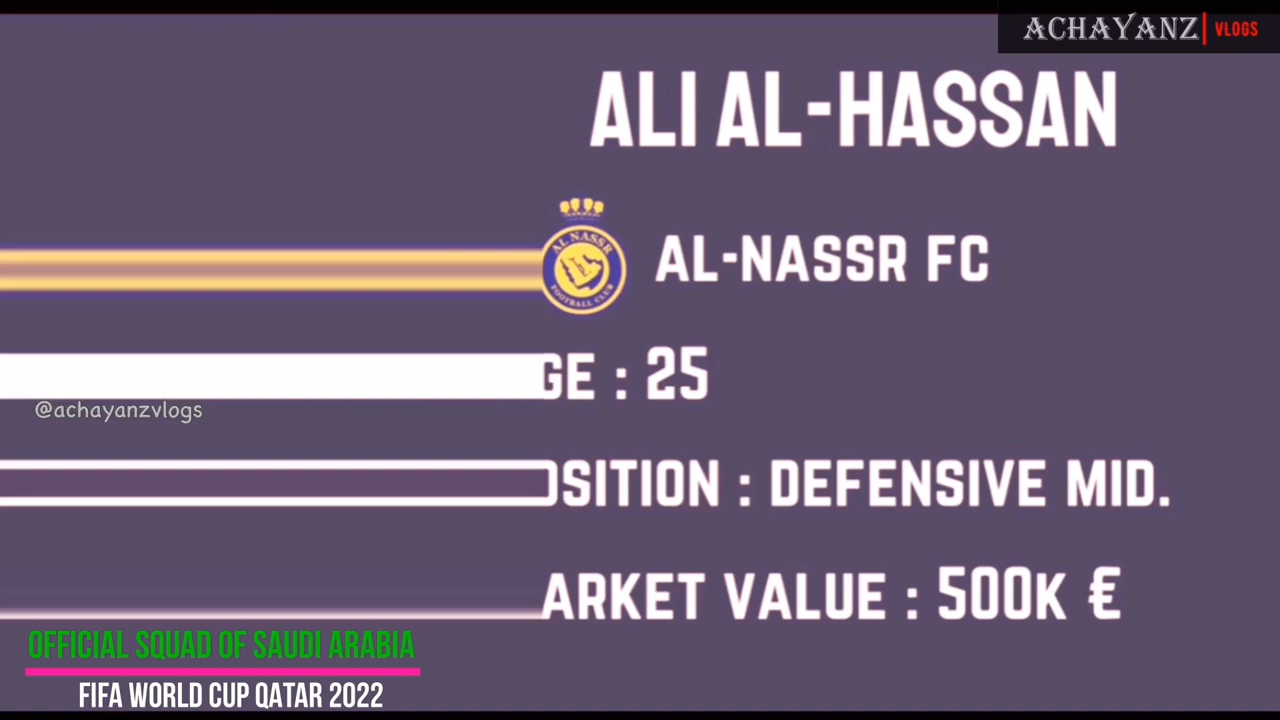 ACHAYANZ VLOGS
ALI AL-HASSAN
AL NASSR
FOOTBALL CLUB
AL-NASSR FC
GE : 25
@achayanzvlogs
OSITION : DEFENSIVE MID.
ARKET VALUE : 500K €
OFFICIAL SQUAD OF SAUDI ARABIA
FIFA WORLD CUP QATAR 2022